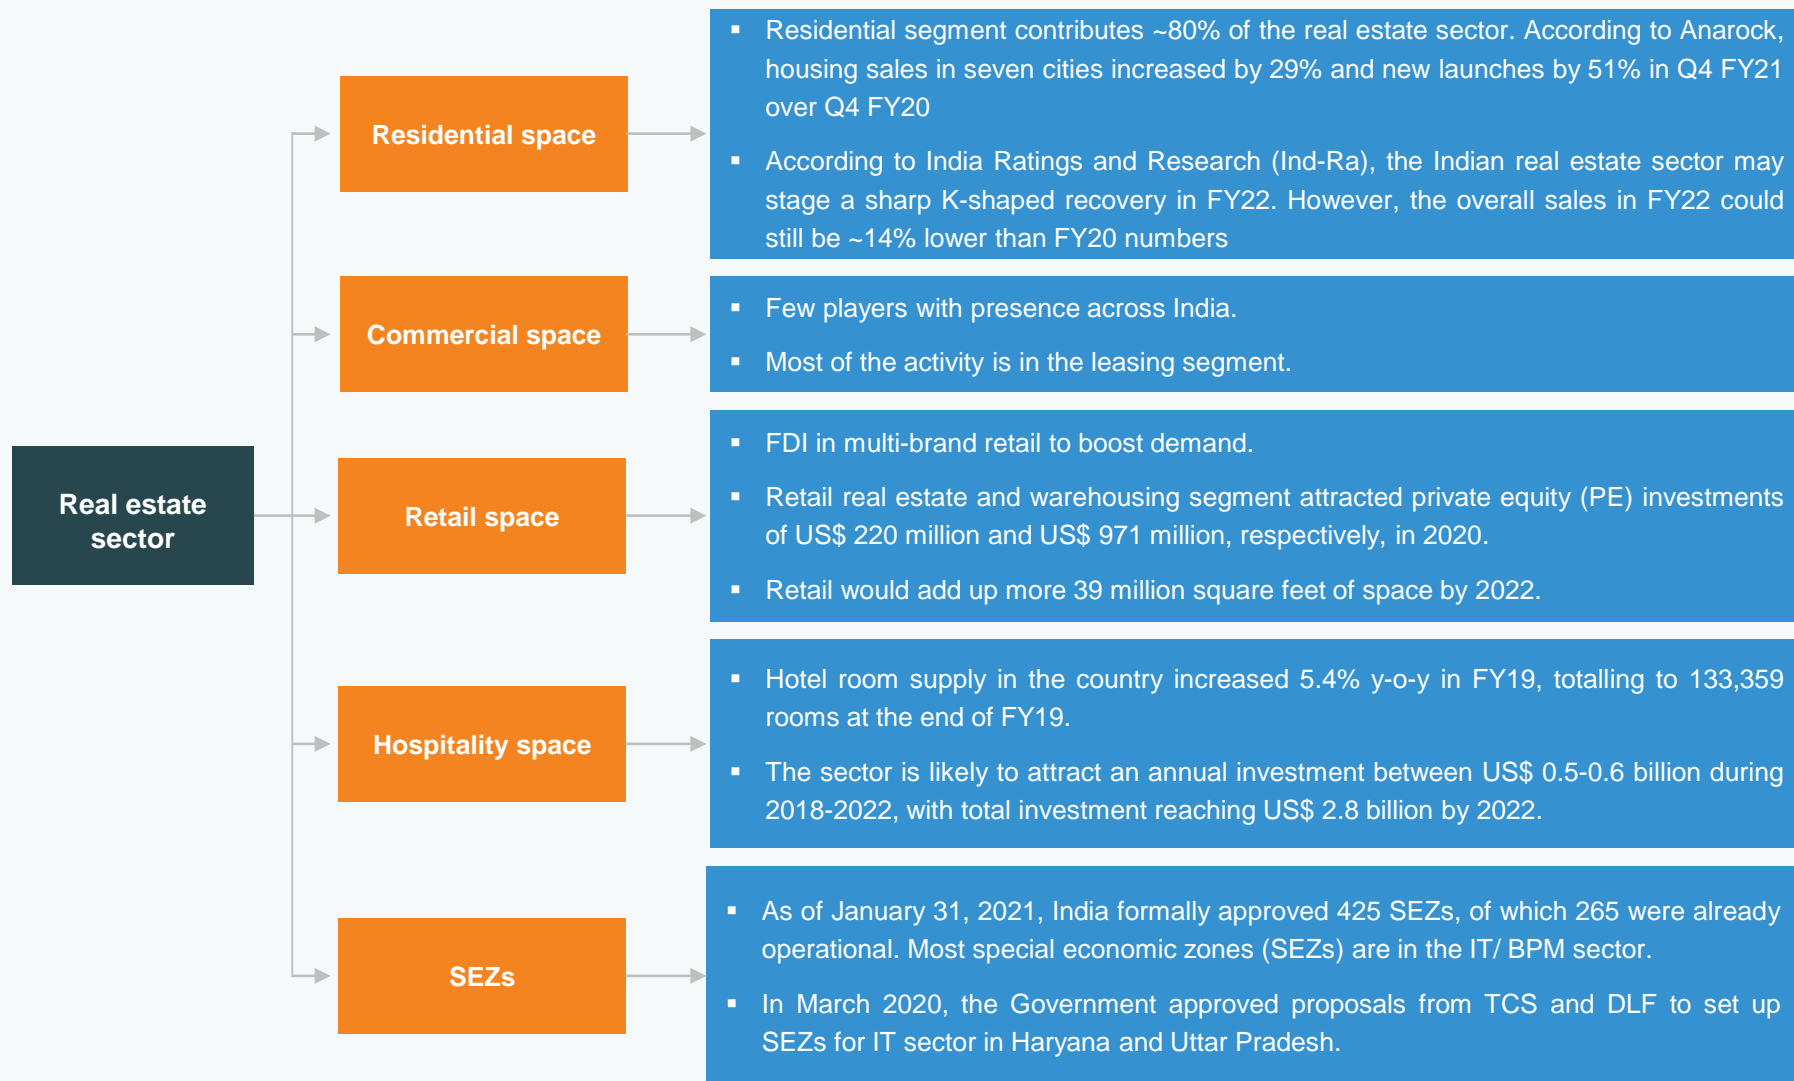 Real estate
sector
Residential space
▪ Residential segment contributes ~80% of the real estate sector. According to Anarock,
housing sales in seven cities increased by 29% and new launches by 51% in Q4 FY21
over Q4 FY20
▪ According to India Ratings and Research (Ind-Ra), the Indian real estate sector may
stage a sharp K-shaped recovery in FY22. However, the overall sales in FY22 could
still be ~14% lower than FY20 numbers
Commercial space
▪ Few players with presence across India.
▪ Most of the activity is in the leasing segment.
Retail space
▪ FDI in multi-brand retail to boost demand.
▪ Retail real estate and warehousing segment attracted private equity (PE) investments
of US$ 220 million and US$ 971 million, respectively, in 2020.
▪ Retail would add up more 39 million square feet of space by 2022.
Hospitality space
▪ Hotel room supply in the country increased 5.4% y-o-y in FY19, totalling to 133,359
rooms at the end of FY19.
▪ The sector is likely to attract an annual investment between US$ 0.5-0.6 billion during
2018-2022, with total investment reaching US$ 2.8 billion by 2022.
SEZs
▪ As of January 31, 2021, India formally approved 425 SEZs, of which 265 were already
operational. Most special economic zones (SEZs) are in the IT/ BPM sector.
▪ In March 2020, the Government approved proposals from TCS and DLF to set up
SEZs for IT sector in Haryana and Uttar Pradesh.